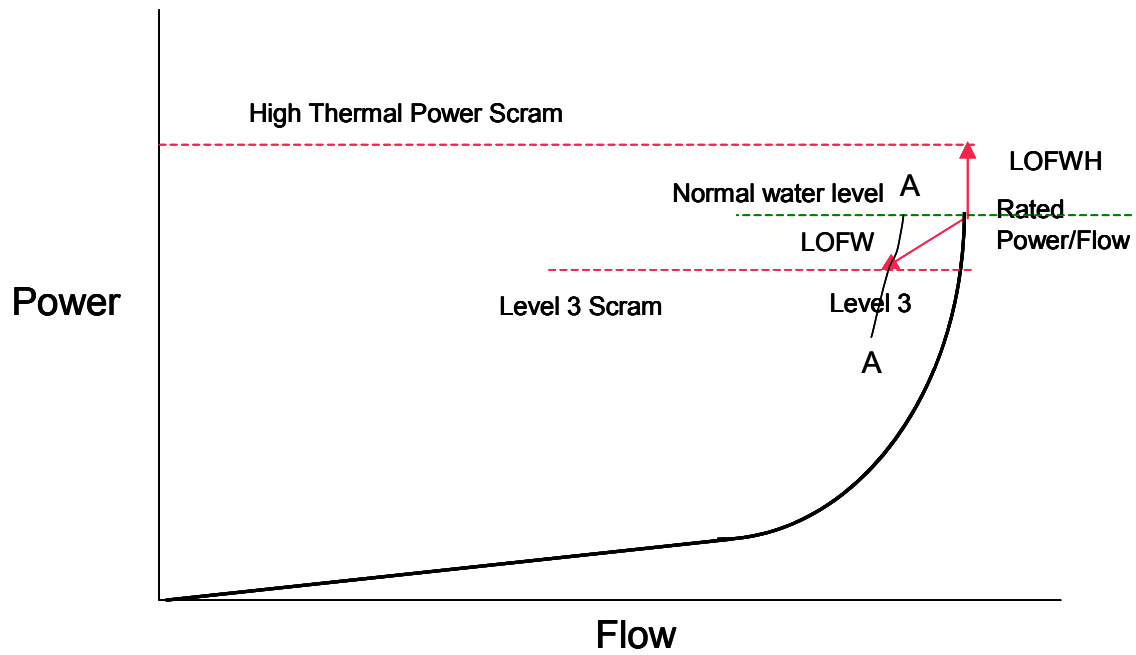 High Thermal Power Scram
LOFWH
Normal water level
A
Rated
Power/Flow
LOFW
Level 3 Scram
Level 3
Power
A
Flow